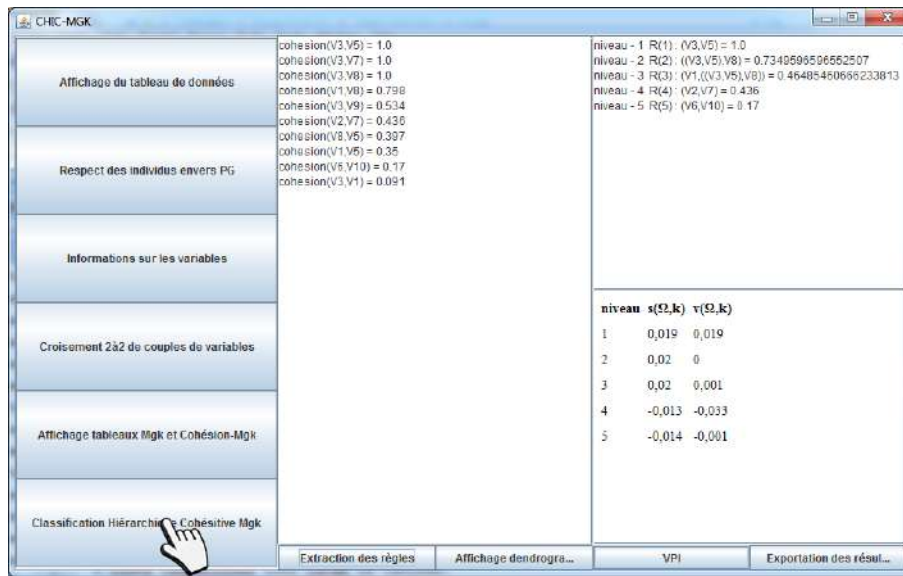 CHIC-MGK
Affichage du tableau de données
Respect des individus envers PG
Informations sur les variables
Croisement 2à2 de couples de variables
Affichage tableaux Mgk et Cohésion-Mgk
Classification Hiérarchique Cohésitive Mgk
cohesion(V3,V5) = 1.0
cohesion(V3,V7) = 1.0
cohesion(V3,V8) = 1.0
cohesion(V1,V8) = 0.798
cohesion(V3,V9) = 0.534
cohesion(V2,V7) = 0.436
cohesion(V8,V5) = 0.397
cohesion(V1,V5) = 0.35
cohesion(V6,V10) = 0.17
cohesion(V3,V1) = 0.091
niveau - 1 R(1) : (V3,V5) = 1.0
niveau - 2 R(2) : ((V3,V5),V8) = 0.7349596596552507
niveau - 3 R(3) : (V1,((V3,V5),V8)) = 0.46485460666233813
niveau - 4 R(4) : (V2,V7) = 0.436
niveau - 5 R(5) : (V6,V10) = 0.17
niveau s(Ω,k) v(Ω,k)
1 0,019 0,019
2 0,02 0
3 0,02 0,001
4 -0,013 -0,033
5 -0,014 -0,001
Extraction des règles
Affichage dendrogra...
VPI
Exportation des résul...